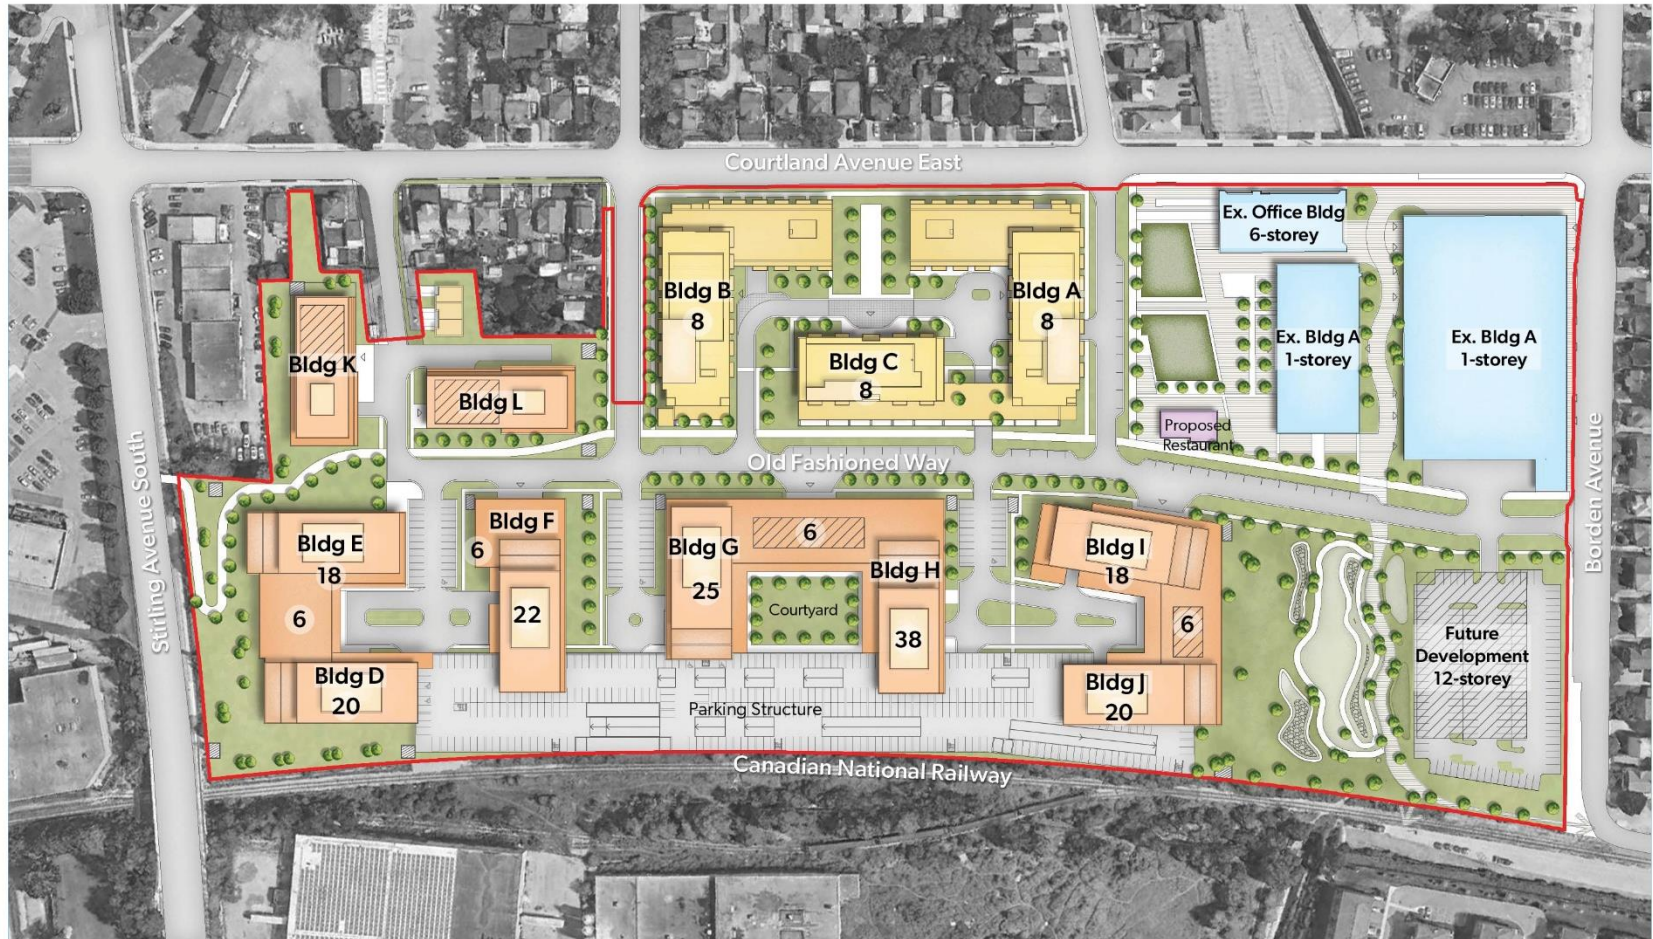 Courtland Avenue East
Ex. Office Bldg
6-storey
Bldg B
8
Bldg A
8
Bldg C
8
Ex. Bldg A
1-storey
Ex. Bldg A
1-storey
Bldg K
Bldg L
Proposed
Restaurant
Old Fashioned Way
Stirling Avenue South
Borden Avenue
Bldg E
18
6
Bldg F
6
22
Bldg G
25
6
Bldg H
38
Courtyard
Bldg I
18
6
Bldg D
20
Bldg J
20
Future
Development
12-storey
Parking Structure
Canadian National Railway